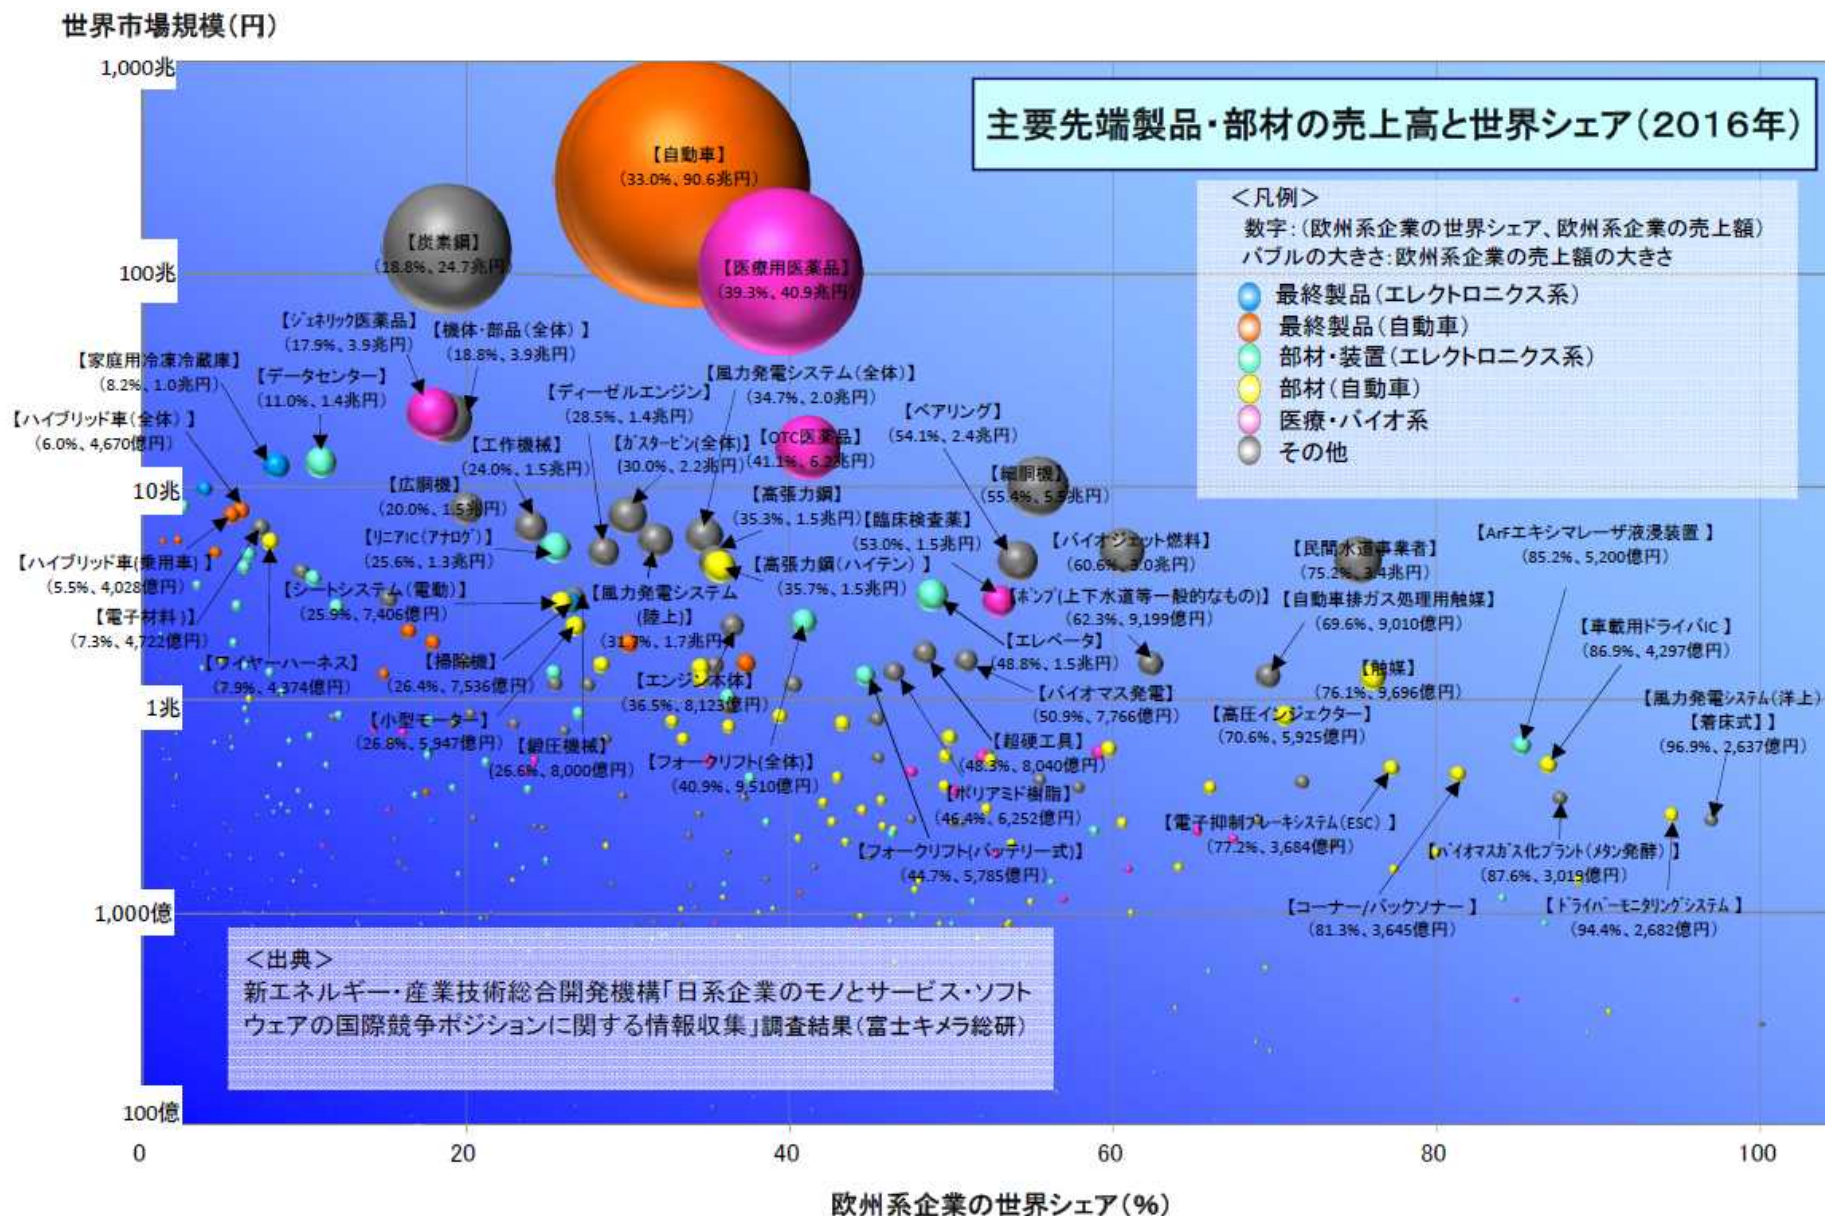 世界市場規模(円)
1,000兆
100兆
10兆
1兆
1,000億
100億
0
20
40
60
80
100
欧州系企業の世界シェア(%)
主要先端製品・部材の売上高と世界シェア(2016年)
<凡例>
数字:(欧州系企業の世界シェア、欧州系企業の売上額)
バブルの大きさ:欧州系企業の売上額の大きさ
最終製品(エレクトロニクス系)
最終製品(自動車)
部材・装置(エレクトロニクス系)
部材(自動車)
医療・バイオ系
その他
【自動車】
(33.0%、90.6兆円)
【炭素鋼】
(18.8%、24.7兆円)
【医療用医薬品】
(39.3%、40.9兆円)
【ジェネリック医薬品】
(17.9%、3.9兆円)
【機体・部品(全体)】
(18.8%、3.9兆円)
【家庭用冷凍冷蔵庫】
(8.2%、1.0兆円)
【データセンター】
(11.0%、1.4兆円)
【ハイブリッド車(全体)】
(6.0%、4,670億円)
【ディーゼルエンジン】
(28.5%、1.4兆円)
【風力発電システム(全体)】
(34.7%、2.0兆円)
【工作機械】
(24.0%、1.5兆円)
【ガスタービン(全体)】
(30.0%、2.2兆円)
【OTC医薬品】
(41.1%、6.2兆円)
【ベアリング】
(54.1%、2.4兆円)
【細胴機】
(55.4%、5.5兆円)
【広胴機】
(20.0%、1.5兆円)
【高張力鋼】
(35.3%、1.5兆円)
【リニアIC(アナログ)】
(25.6%、1.3兆円)
【臨床検査薬】
(53.0%、1.5兆円)
【高張力鋼(ハイテン)】
(35.7%、1.5兆円)
【バイオジェット燃料】
(60.6%、3.0兆円)
【民間水道事業者】
(75.2%、3.4兆円)
【ArFエキシマレーザ液浸装置】
(85.2%、5,200億円)
【ハイブリッド車(乗用車)】
(5.5%、4,028億円)
【シートシステム(電動)】
(25.9%、7,406億円)
【風力発電システム
(陸上)】
(31.7%、1.7兆円)
【ポンプ(上下水道等一般的なもの)】
(62.3%、9,199億円)
【自動車排ガス処理用触媒】
(69.6%、9,010億円)
【電子材料)】
(7.3%、4,722億円)
【エレベータ】
(48.8%、1.5兆円)
【車載用ドライバIC】
(86.9%、4,297億円)
【ワイヤーハーネス】
(7.9%、4,374億円)
【掃除機】
(26.4%、7,536億円)
【エンジン本体】
(36.5%、8,123億円)
【バイオマス発電】
(50.9%、7,766億円)
【触媒】
(76.1%、9,696億円)
【風力発電システム(洋上)
【着床式】】
(96.9%、2,637億円)
【小型モーター】
(26.8%、5,947億円)
【鍛圧機械】
(26.6%、8,000億円)
【高圧インジェクター】
(70.6%、5,925億円)
【フォークリフト(全体)】
(40.9%、9,510億円)
【超硬工具】
(48.3%、8,040億円)
【ポリアミド樹脂】
(46.4%、6,252億円)
【フォークリフト(バッテリー式)】
(44.7%、5,785億円)
【電子抑制ブレーキシステム(ESC)】
(77.2%、3,684億円)
【バイオマスガス化プラント(メタン発酵)】
(87.6%、3,019億円)
【コーナー/バックソナー】
(81.3%、3,645億円)
【ドライバーモニタリングシステム】
(94.4%、2,682億円)
<出典>
新エネルギー・産業技術総合開発機構「日系企業のモノとサービス・ソフト
ウェアの国際競争ポジションに関する情報収集」調査結果(富士キメラ総研)